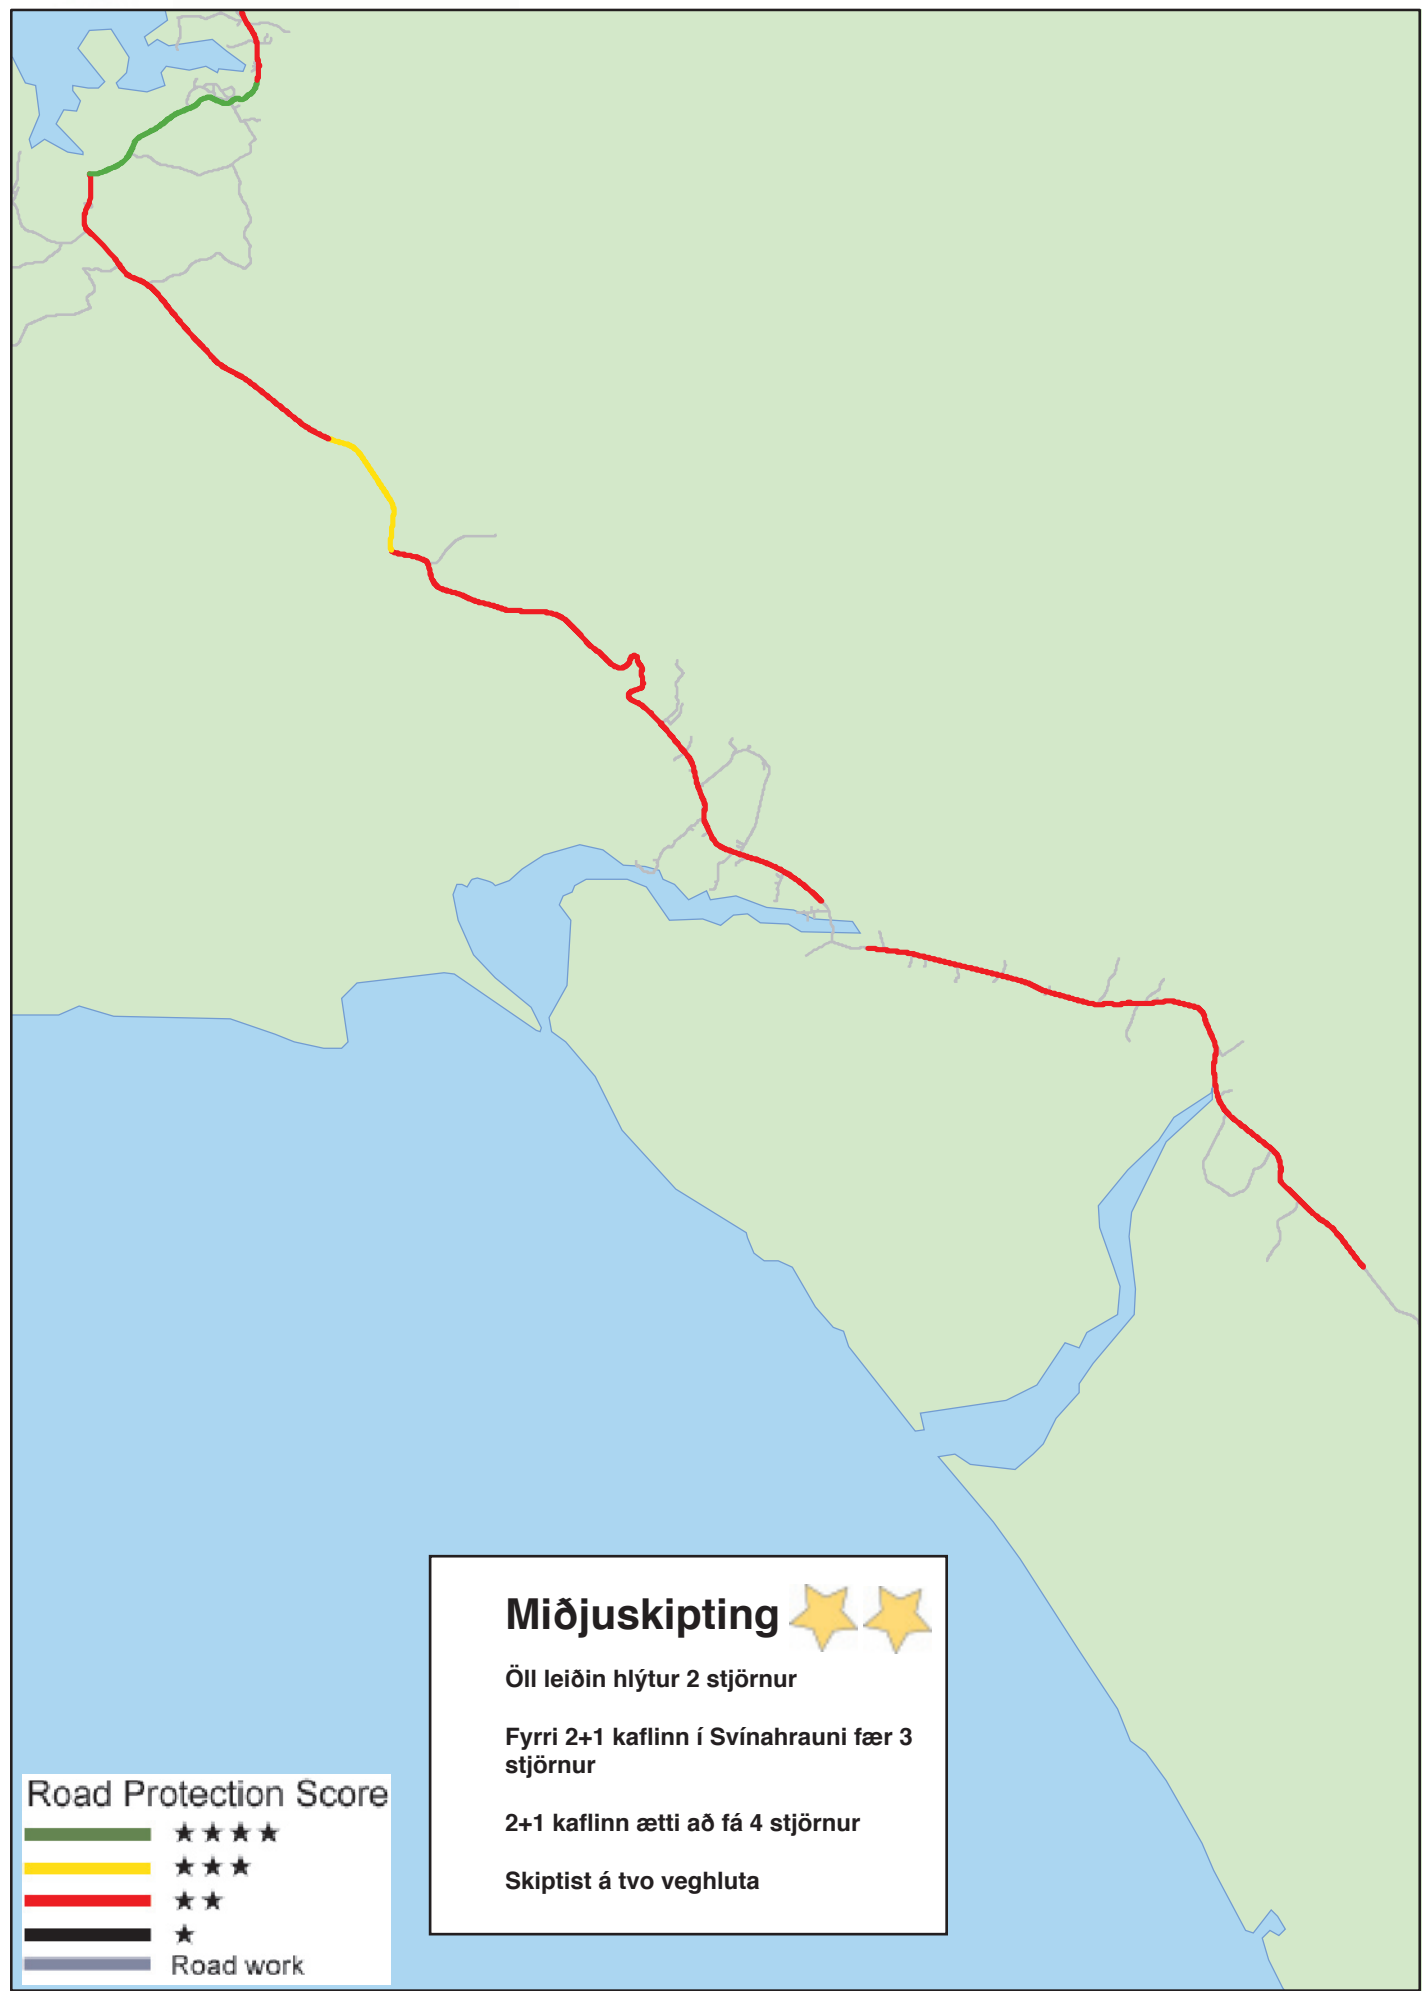 Miðjuskipting
Öll leiðin hlýtur 2 stjörnur
Fyrri 2+1 kaflinn í Svínahrauni fær 3
stjörnur
2+1 kaflinn ætti að fá 4 stjörnur
Skiptist á tvo veghluta
Road Protection Score
★★★★
★★★
★★
★
Road work